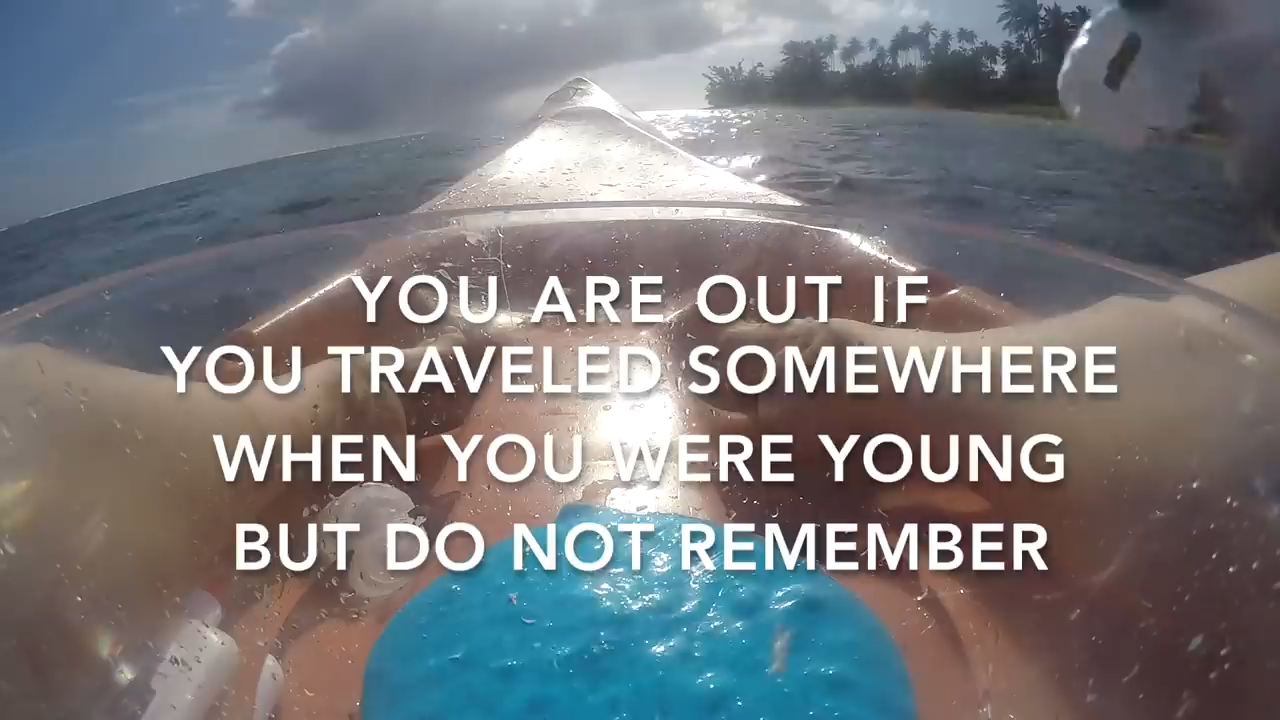 YOU ARE OUT IF
YOU TRAVELED SOMEWHERE
WHEN YOU WERE YOUNG
BUT DO NOT REMEMBER